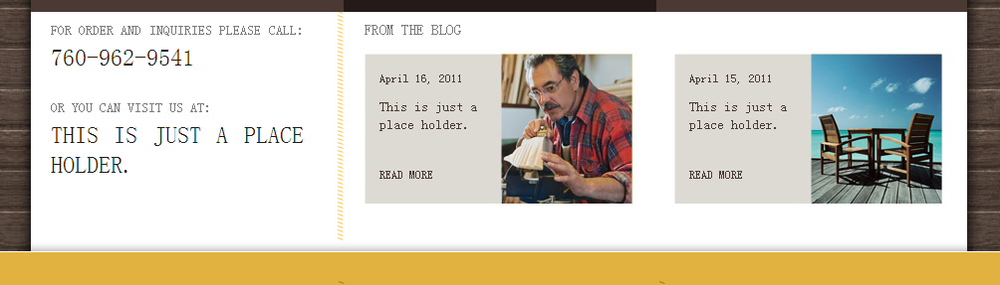 FOR ORDER AND INQUIRIES PLEASE CALL:
760-962-9541
OR YOU CAN VISIT US AT:
THIS IS JUST A PLACE
HOLDER.
FROM THE BLOG
April 16, 2011
This is just a
place holder.
READ MORE
April 15, 2011
This is just a
place holder.
READ MORE